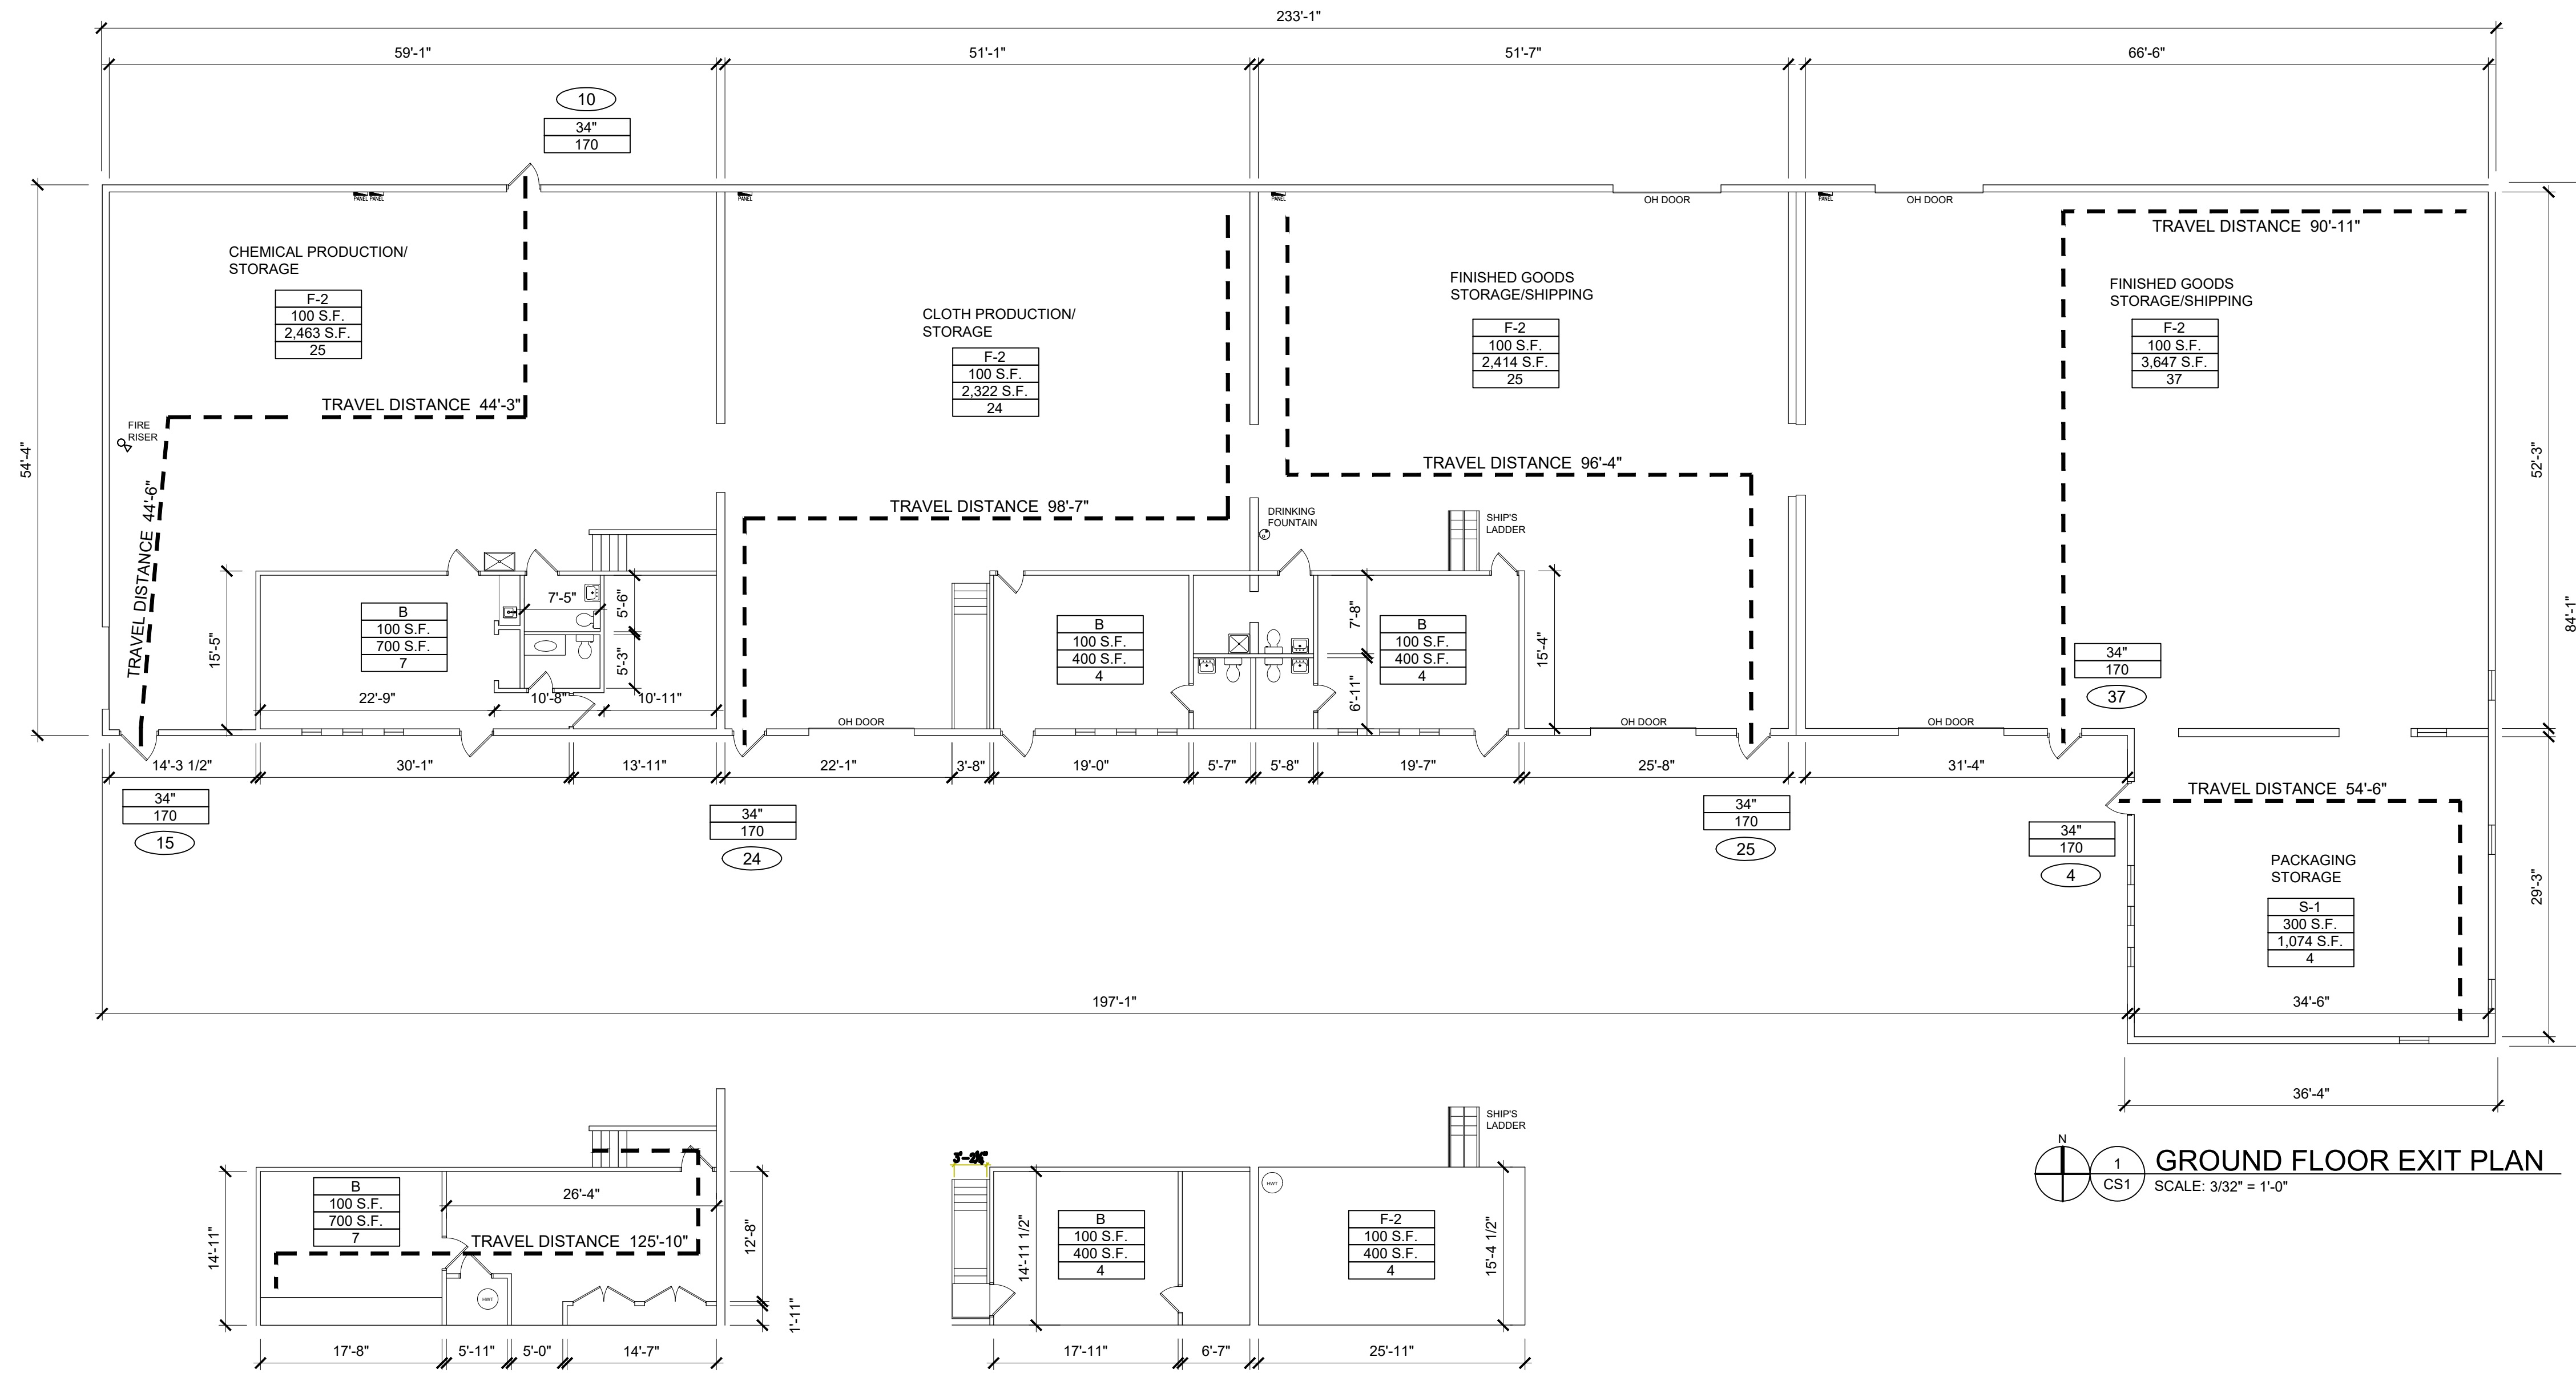 233'-1"
59'-1"
51'-1"
51'-7"
66'-6"
10
34"
170
PANEL PANEL
PANEL
PANEL
OH DOOR
PANEL
OH DOOR
TRAVEL DISTANCE 90'-11"
CHEMICAL PRODUCTION/
STORAGE
F-2
100 S.F.
2,463 S.F.
25
CLOTH PRODUCTION/
STORAGE
F-2
100 S.F.
2,322 S.F.
24
FINISHED GOODS
STORAGE/SHIPPING
F-2
100 S.F.
2,414 S.F.
25
FINISHED GOODS
STORAGE/SHIPPING
F-2
100 S.F.
3,647 S.F.
37
TRAVEL DISTANCE 44'-3"
FIRE
RISER
54'-4"
TRAVEL DISTANCE 44'-6"
TRAVEL DISTANCE 98'-7"
TRAVEL DISTANCE 96'-4"
DRINKING
FOUNTAIN
SHIP'S
LADDER
52'-3"
84'-1"
15'-5"
B
100 S.F.
700 S.F.
7
7'-5"
5'-6"
5'-3"
22'-9"
10'-8"
10'-11"
B
100 S.F.
400 S.F.
4
7'-8"
6'-11"
B
100 S.F.
400 S.F.
4
15'-4"
34"
170
37
OH DOOR
OH DOOR
OH DOOR
14'-3 1/2"
30'-1"
13'-11"
22'-1"
3'-8"
19'-0"
5'-7"
5'-8"
19'-7"
25'-8"
31'-4"
34"
170
15
34"
170
24
34"
170
25
34"
170
4
TRAVEL DISTANCE 54'-6"
PACKAGING
STORAGE
S-1
300 S.F.
1,074 S.F.
4
29'-3"
197'-1"
34'-6"
36'-4"
N
1
CS1
GROUND FLOOR EXIT PLAN
SCALE: 3/32" = 1'-0"
14'-11"
B
100 S.F.
700 S.F.
7
26'-4"
TRAVEL DISTANCE 125'-10"
12'-8"
1'-11"
HWT
17'-8"
5'-11"
5'-0"
14'-7"
14'-11 1/2"
B
100 S.F.
400 S.F.
4
HWT
F-2
100 S.F.
400 S.F.
4
SHIP'S
LADDER
15'-4 1/2"
17'-11"
6'-7"
25'-11"